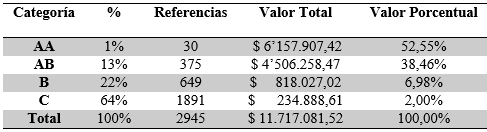 Categoría % Referencias Valor Total Valor Porcentual
AA 1% 30 $ 6’157.907,42 52,55%
AB 13% 375 $ 4’506.258,47 38,46%
B 22% 649 $ 818.027,02 6,98%
C 64% 1891 $ 234.888,61 2,00%
Total 100% 2945 $ 11.717.081,52 100,00%